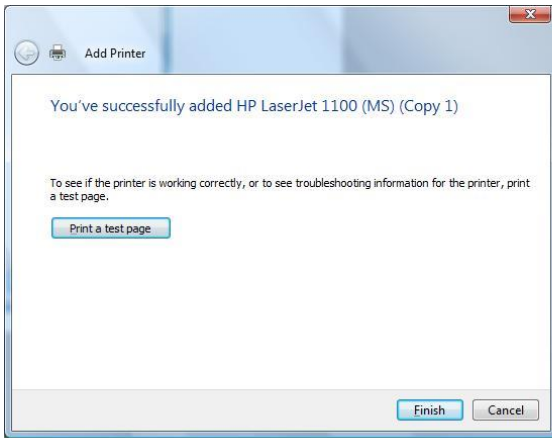 Add Printer
You've successfully added HP LaserJet 1100 (MS) (Copy 1)
To see if the printer is working correctly, or to see troubleshooting information for the printer, print
a test page.
Print a test page
Finish Cancel